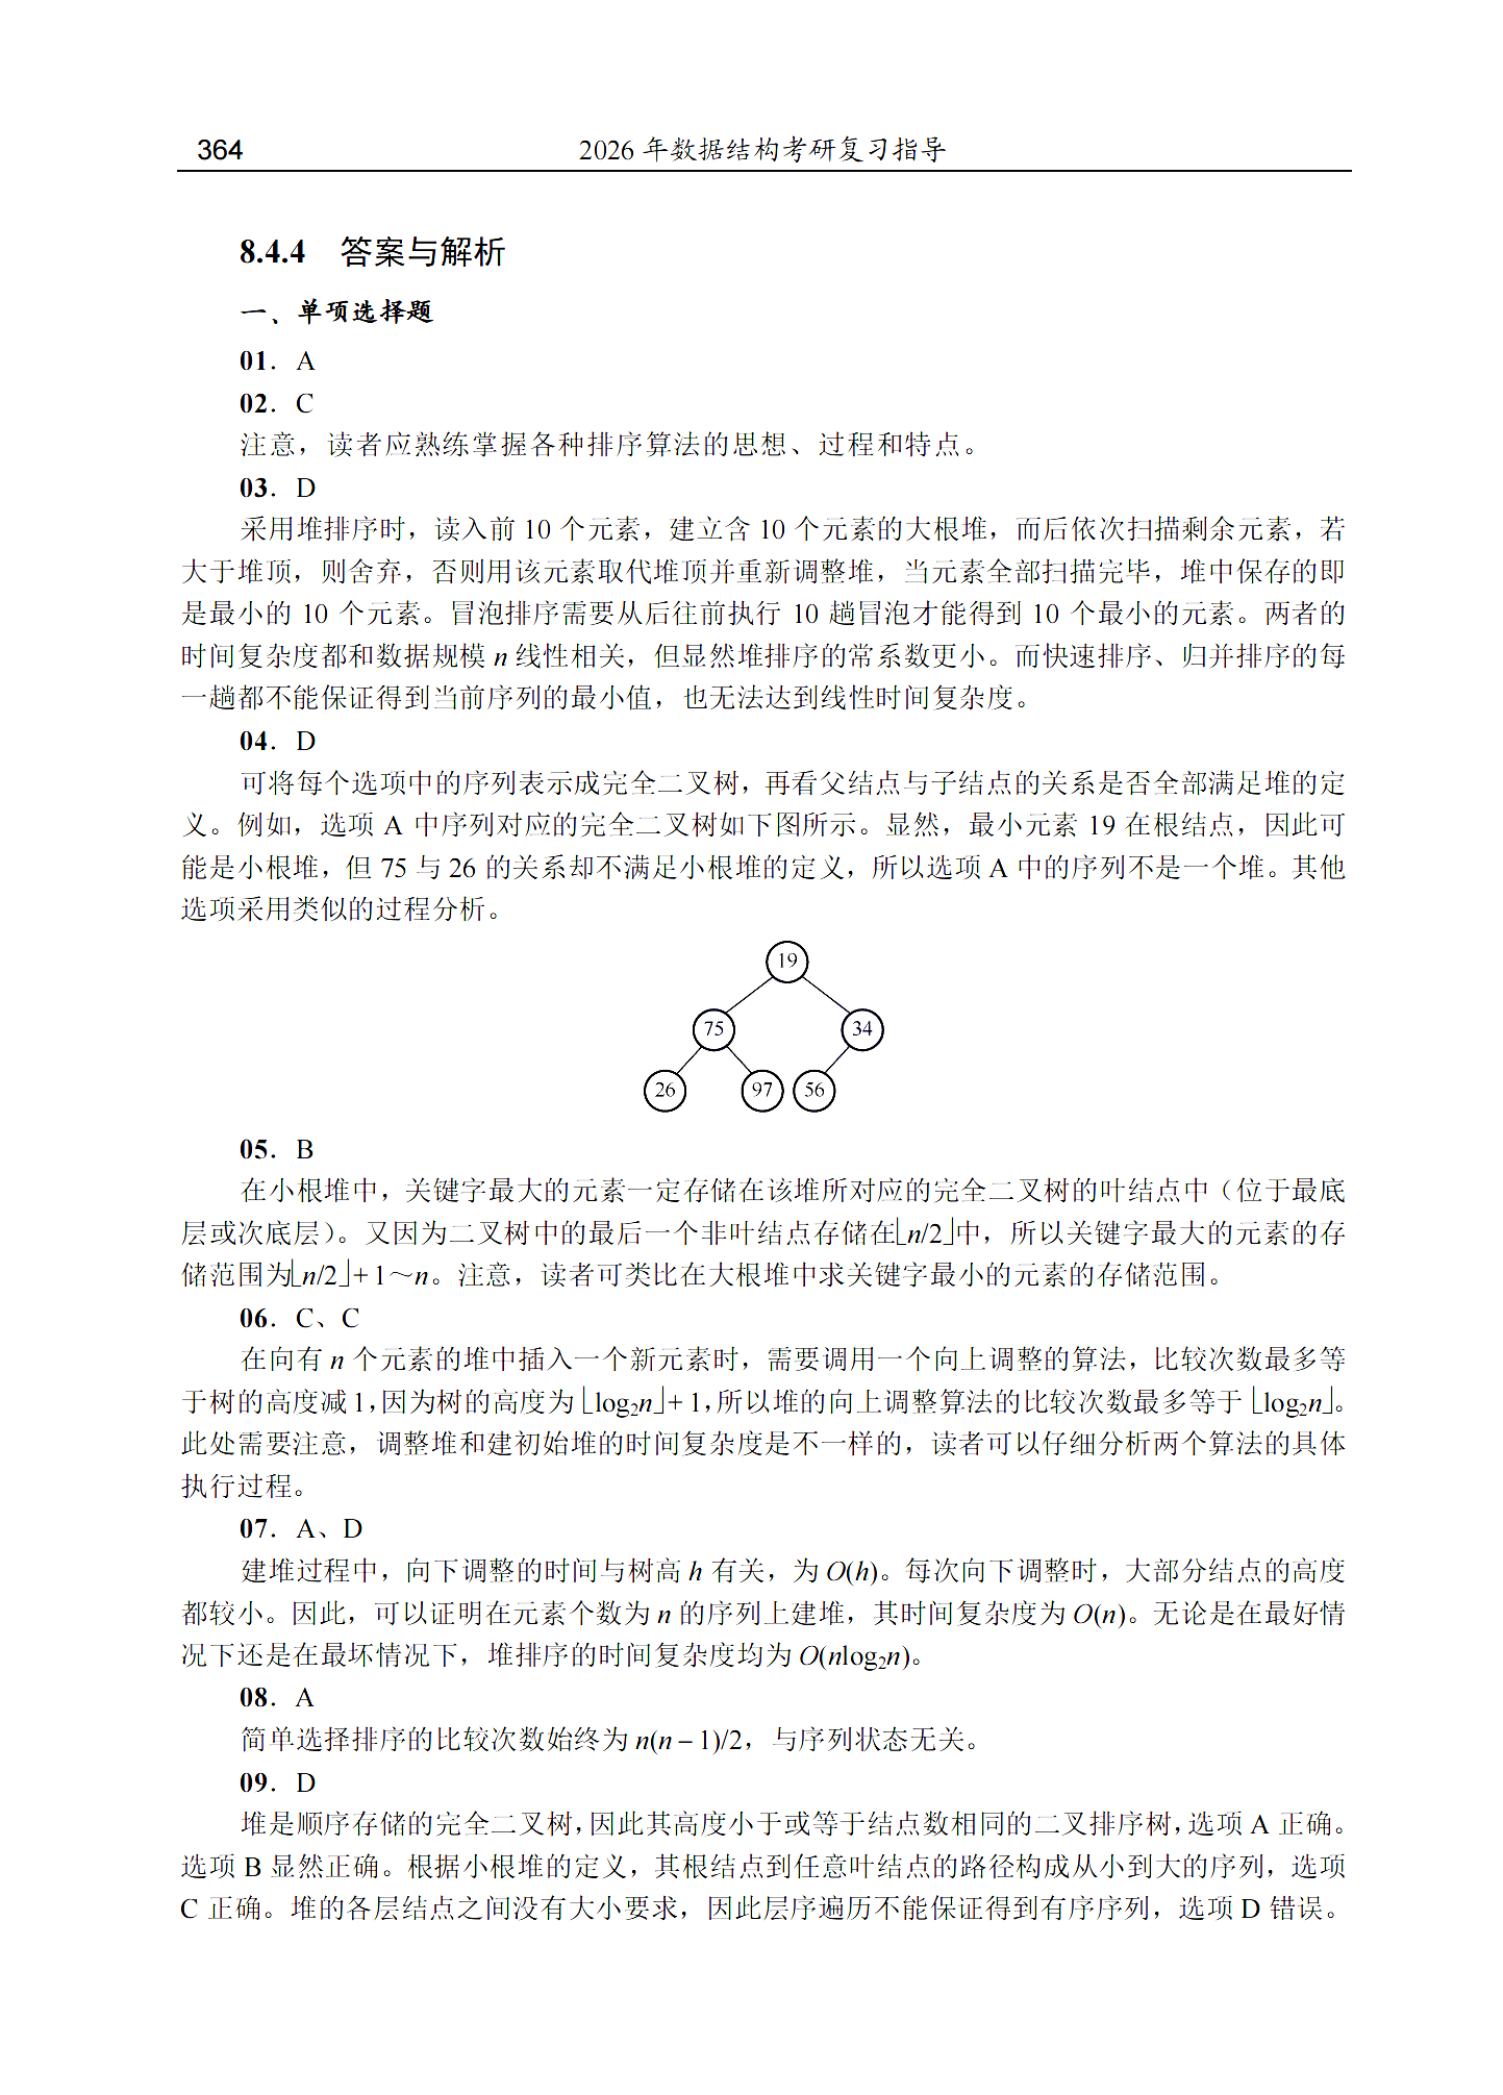 364
2026 年数据结构考研复习指导
8.4.4 答案与解析
一、单项选择题
01. A
02. C
注意，读者应熟练掌握各种排序算法的思想、过程和特点。
03. D
采用堆排序时，读入前 10 个元素，建立含 10 个元素的大根堆，而后依次扫描剩余元素，若
大于堆顶，则舍弃，否则用该元素取代堆顶并重新调整堆，当元素全部扫描完毕，堆中保存的即
是最小的 10 个元素。冒泡排序需要从后往前执行 10 趟冒泡才能得到 10 个最小的元素。两者的
时间复杂度都和数据规模 n 线性相关，但显然堆排序的常系数更小。而快速排序、归并排序的每
一趟都不能保证得到当前序列的最小值，也无法达到线性时间复杂度。
04. D
可将每个选项中的序列表示成完全二叉树，再看父结点与子结点的关系是否全部满足堆的定
义。例如，选项 A 中序列对应的完全二叉树如下图所示。显然，最小元素 19 在根结点，因此可
能是小根堆，但 75 与 26 的关系却不满足小根堆的定义，所以选项 A 中的序列不是一个堆。其他
选项采用类似的过程分析。
19
75 34
26 97 56
05. B
在小根堆中，关键字最大的元素一定存储在该堆所对应的完全二叉树的叶结点中（位于最底
层或次底层）。又因为二叉树中的最后一个非叶结点存储在⌊n/2⌋中，所以关键字最大的元素的存
储范围为⌊n/2⌋+ 1～n。注意，读者可类比在大根堆中求关键字最小的元素的存储范围。
06. C、C
在向有 n 个元素的堆中插入一个新元素时，需要调用一个向上调整的算法，比较次数最多等
于树的高度减 1，因为树的高度为⌊log₂n⌋+ 1，所以堆的向上调整算法的比较次数最多等于⌊log₂n⌋。
此处需要注意，调整堆和建初始堆的时间复杂度是不一样的，读者可以仔细分析两个算法的具体
执行过程。
07. A、D
建堆过程中，向下调整的时间与树高 h 有关，为 O(h)。每次向下调整时，大部分结点的高度
都较小。因此，可以证明在元素个数为 n 的序列上建堆，其时间复杂度为 O(n)。无论是在最好情
况下还是在最坏情况下，堆排序的时间复杂度均为 O(nlog₂n)。
08. A
简单选择排序的比较次数始终为 n(n – 1)/2，与序列状态无关。
09. D
堆是顺序存储的完全二叉树，因此其高度小于或等于结点数相同的二叉排序树，选项 A 正确。
选项 B 显然正确。根据小根堆的定义，其根结点到任意叶结点的路径构成从小到大的序列，选项
C 正确。堆的各层结点之间没有大小要求，因此层序遍历不能保证得到有序序列，选项 D 错误。